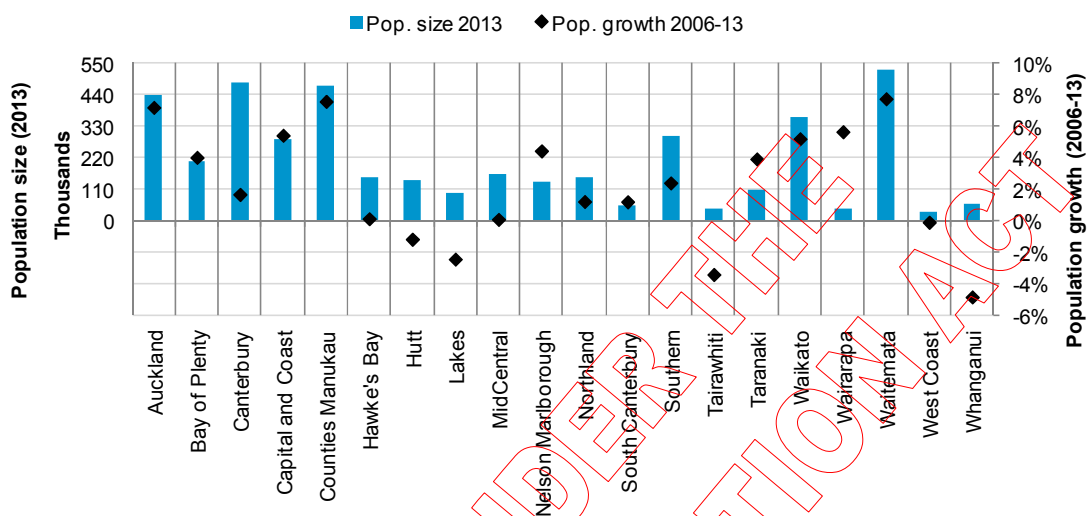 Pop. size 2013 Pop. growth 2006-13
Population size (2013)
Thousands
550
440
330
220
110
0
10%
8%
6%
4%
2%
0%
-2%
-4%
-6%
Population growth (2006-13)
Auckland
Bay of Plenty
Canterbury
Capital and Coast
Counties Manukau
Hawke's Bay
Hutt
Lakes
MidCentral
Nelson Marlborough
Northland
South Canterbury
Southern
Tairawhiti
Taranaki
Waikato
Wairarapa
Waitemata
West Coast
Whanganui
NDER THE
TION ACT